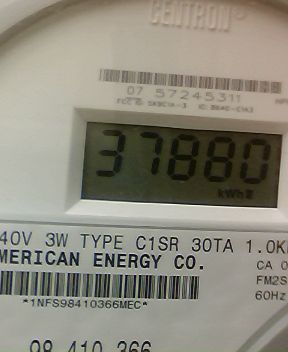 CENTRON®
07 57245311
37880
kWh
40V 3W TYPE C1SR 30TA 1.0K
MERICAN ENERGY CO.
CA 0
FM2S
60Hz
*1NFS98410366MEC*
98 410 366